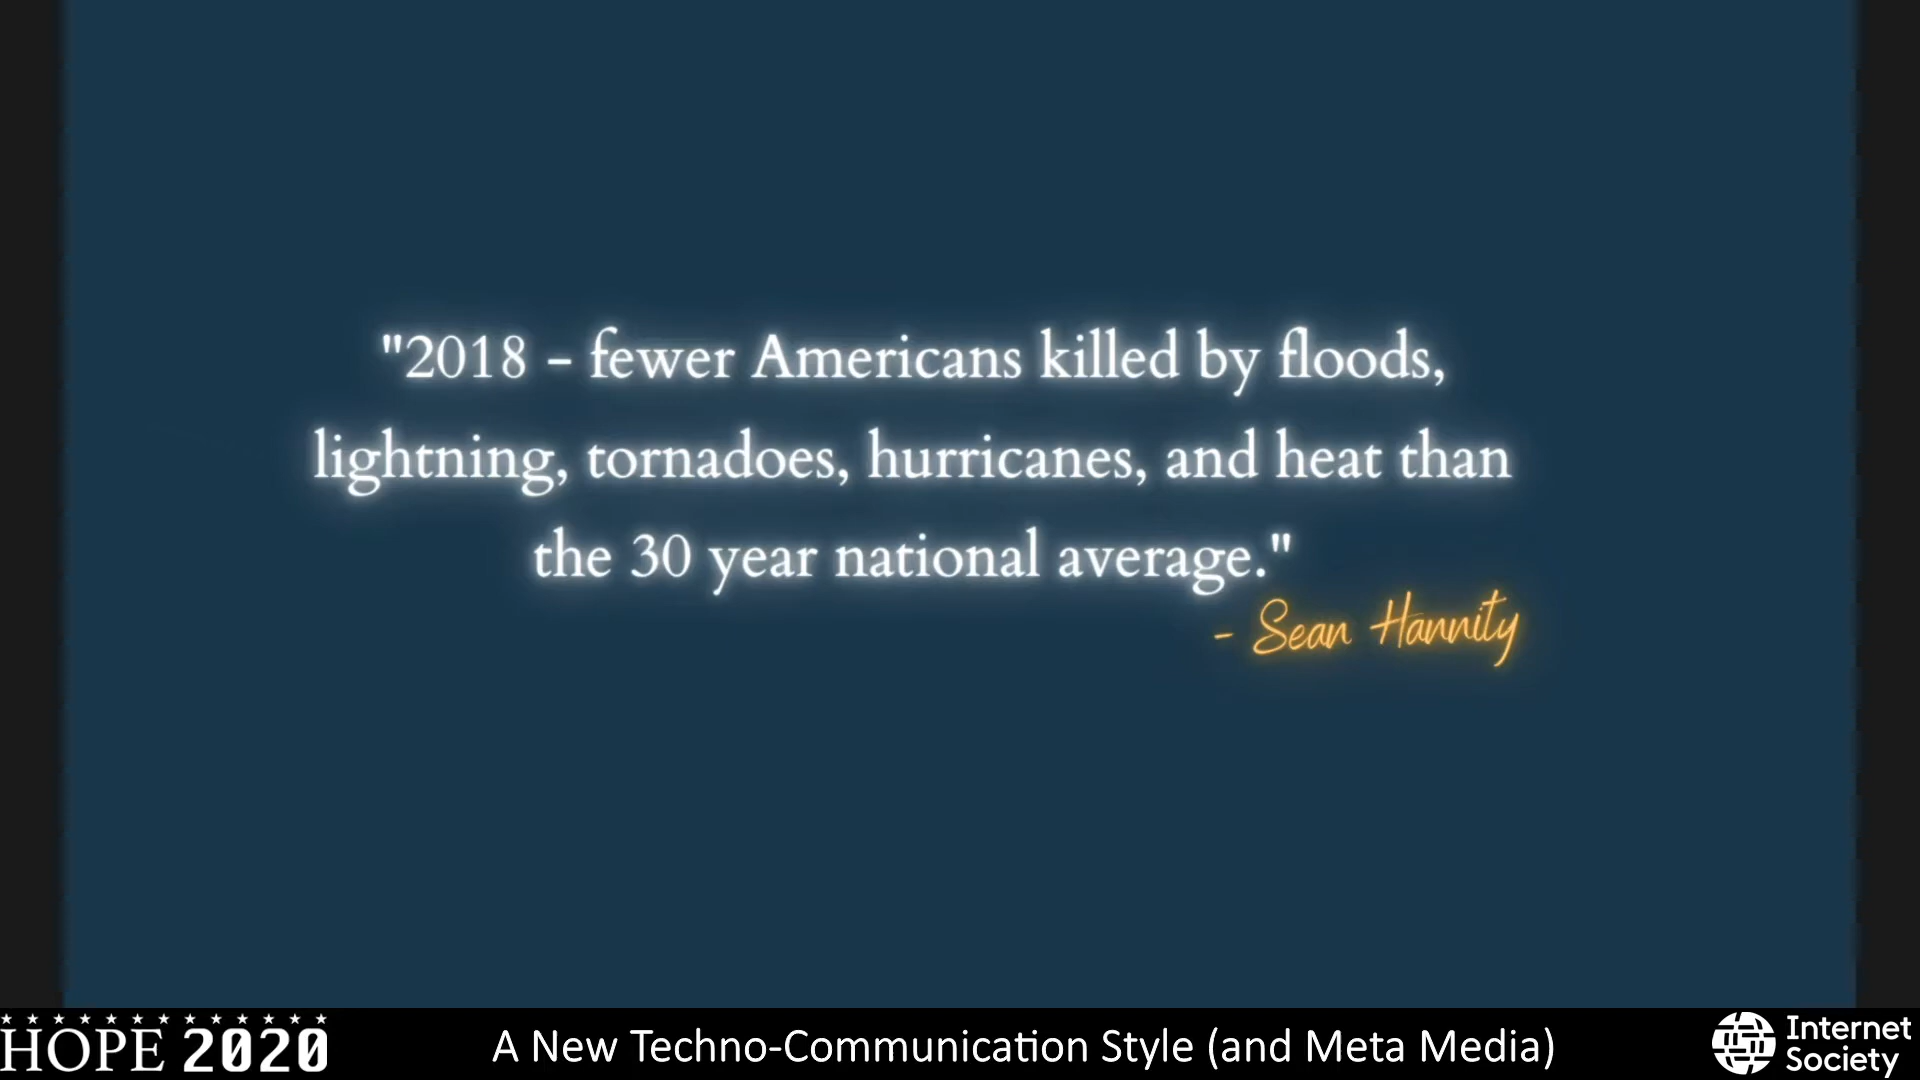 "2018 - fewer Americans killed by floods,
lightning, tornadoes, hurricanes, and heat than
the 30 year national average."
- Sean Hannity
HOPE 2020
A New Techno-Communication Style (and Meta Media)
Internet
Society